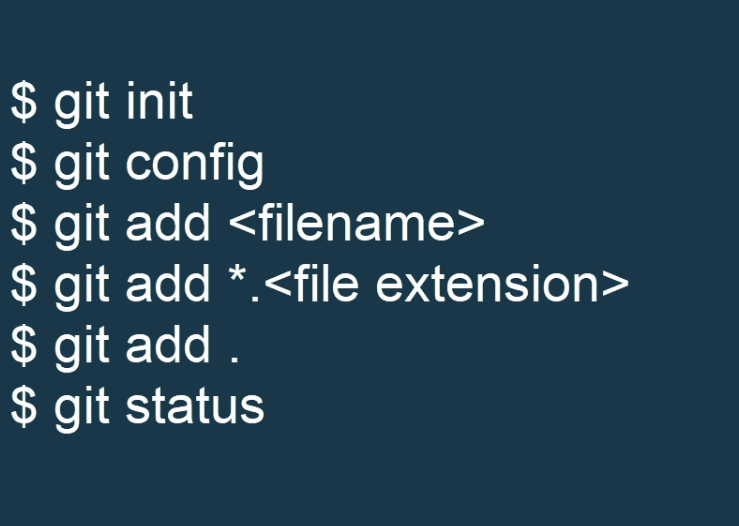 $ git init
$ git config
$ git add <filename>
$ git add *.<file extension>
$ git add .
$ git status